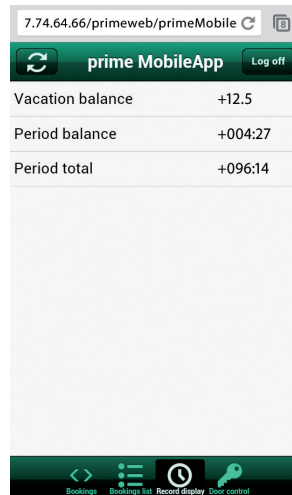 7.74.64.66/primeweb/primeMobile
8
prime MobileApp
Log off
Vacation balance +12.5
Period balance +004:27
Period total +096:14
Bookings Bookings list Record display Door control